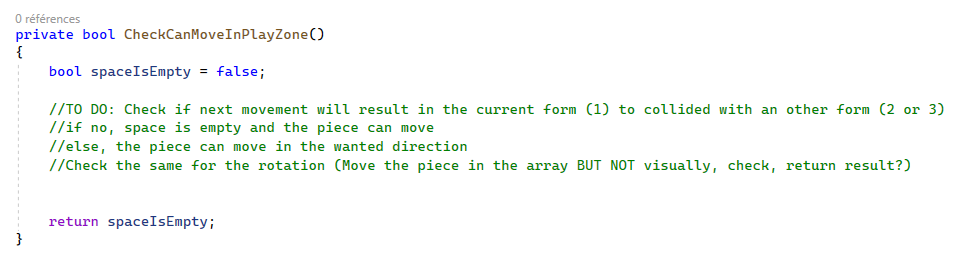 0 références
private bool CheckCanMoveInPlayZone()
{
bool spaceIsEmpty = false;
//TO DO: Check if next movement will result in the current form (1) to collided with an other form (2 or 3)
//if no, space is empty and the piece can move
//else, the piece can move in the wanted direction
//Check the same for the rotation (Move the piece in the array BUT NOT visually, check, return result?)
return spaceIsEmpty;
}